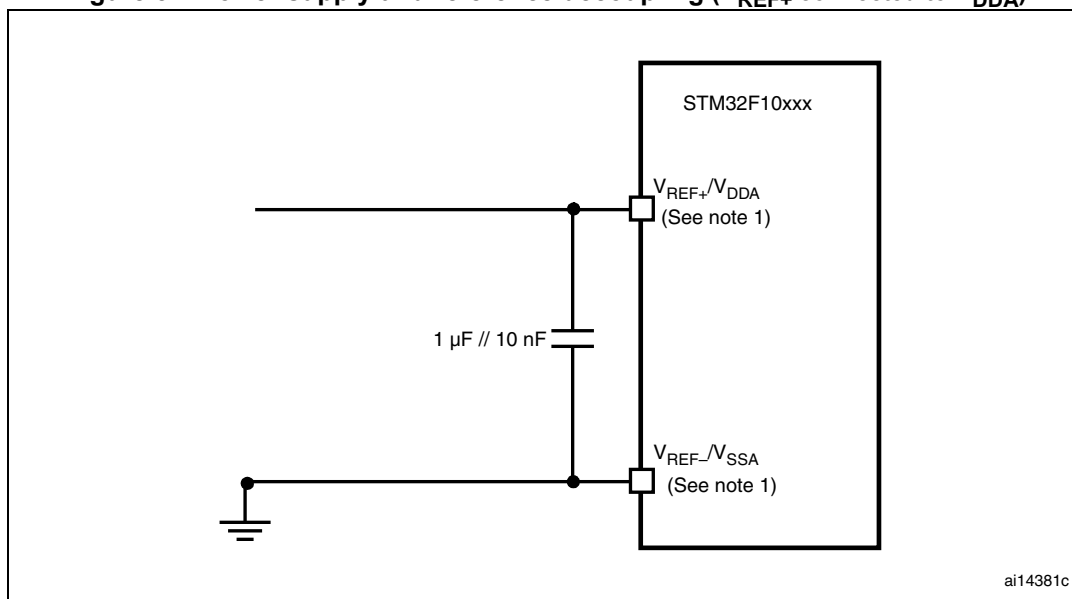 STM32F10xxx
VREF+/VDDA
(See note 1)
1 µF // 10 nF
VREF–/VSSA
(See note 1)
ai14381c